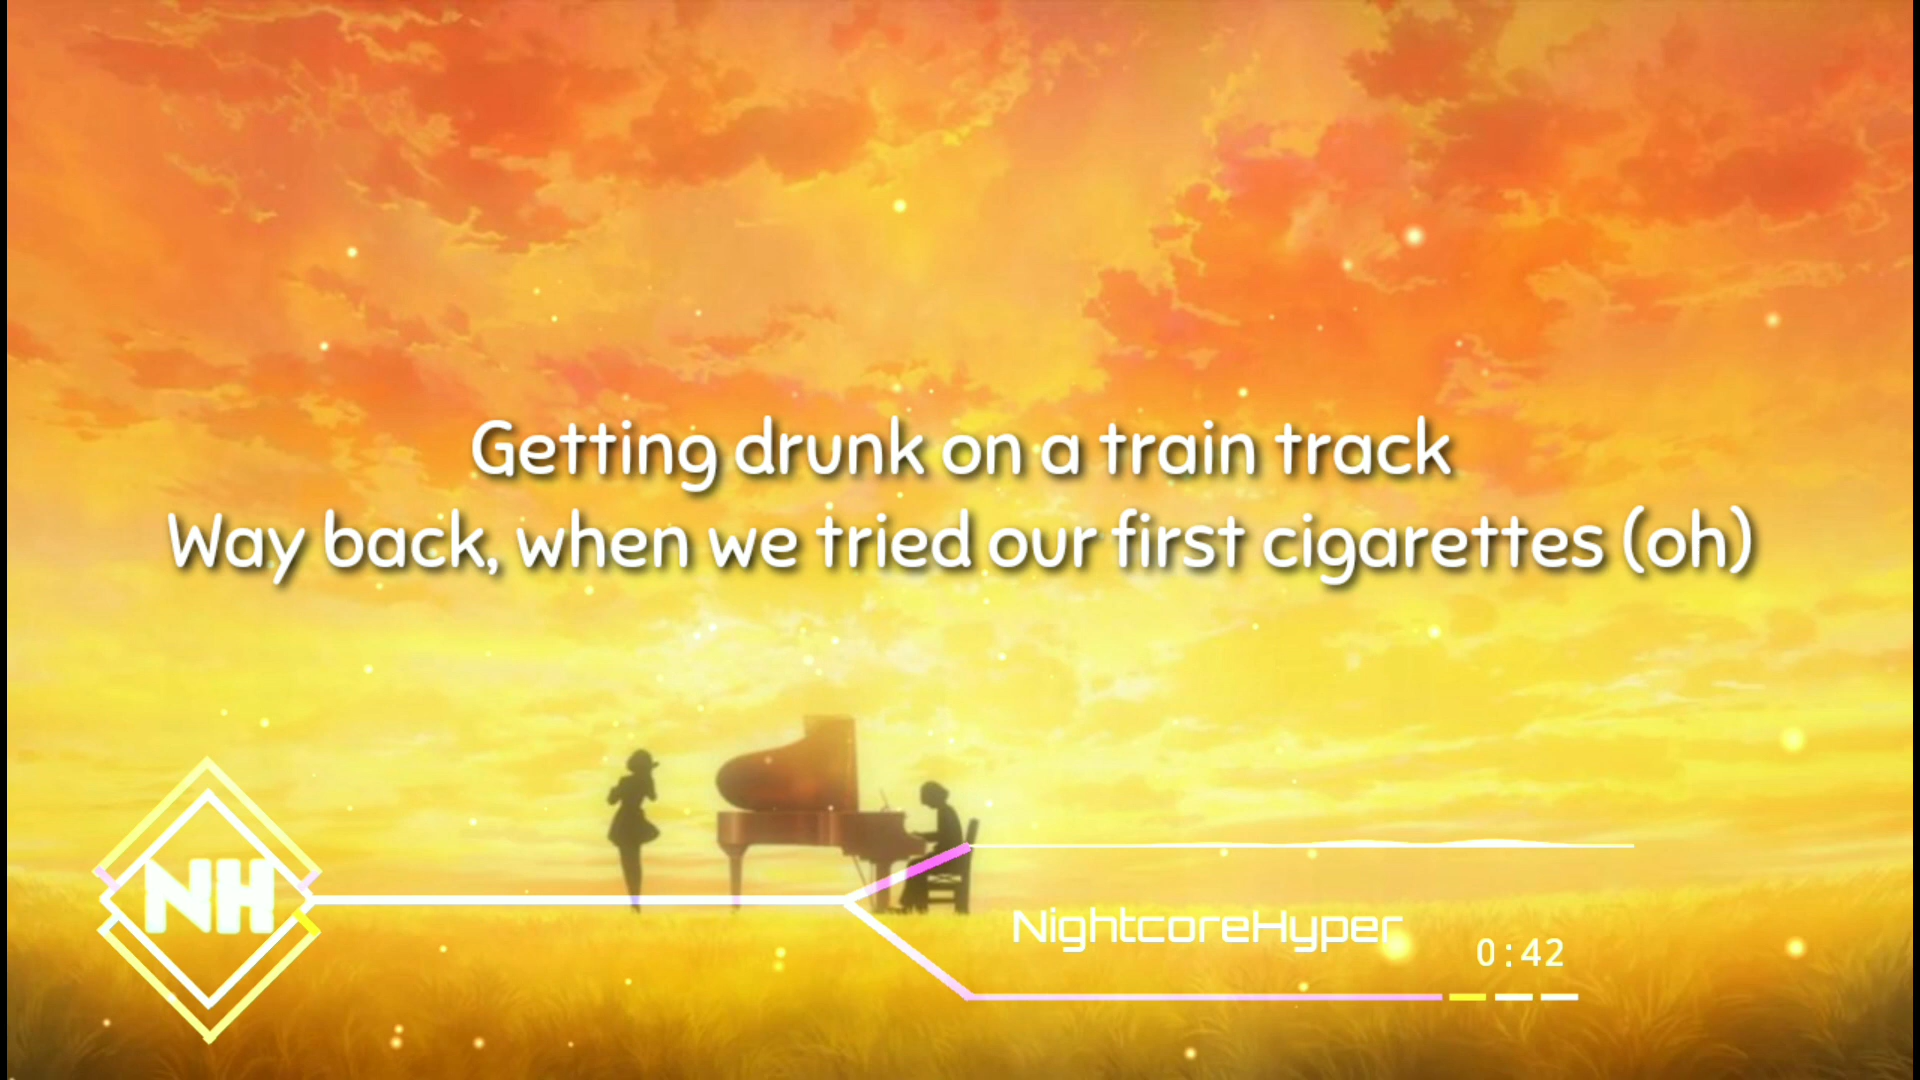 Getting drunk on a train track
Way back, when we tried our first cigarettes (oh)
NH
NightcoreHyper
0:42